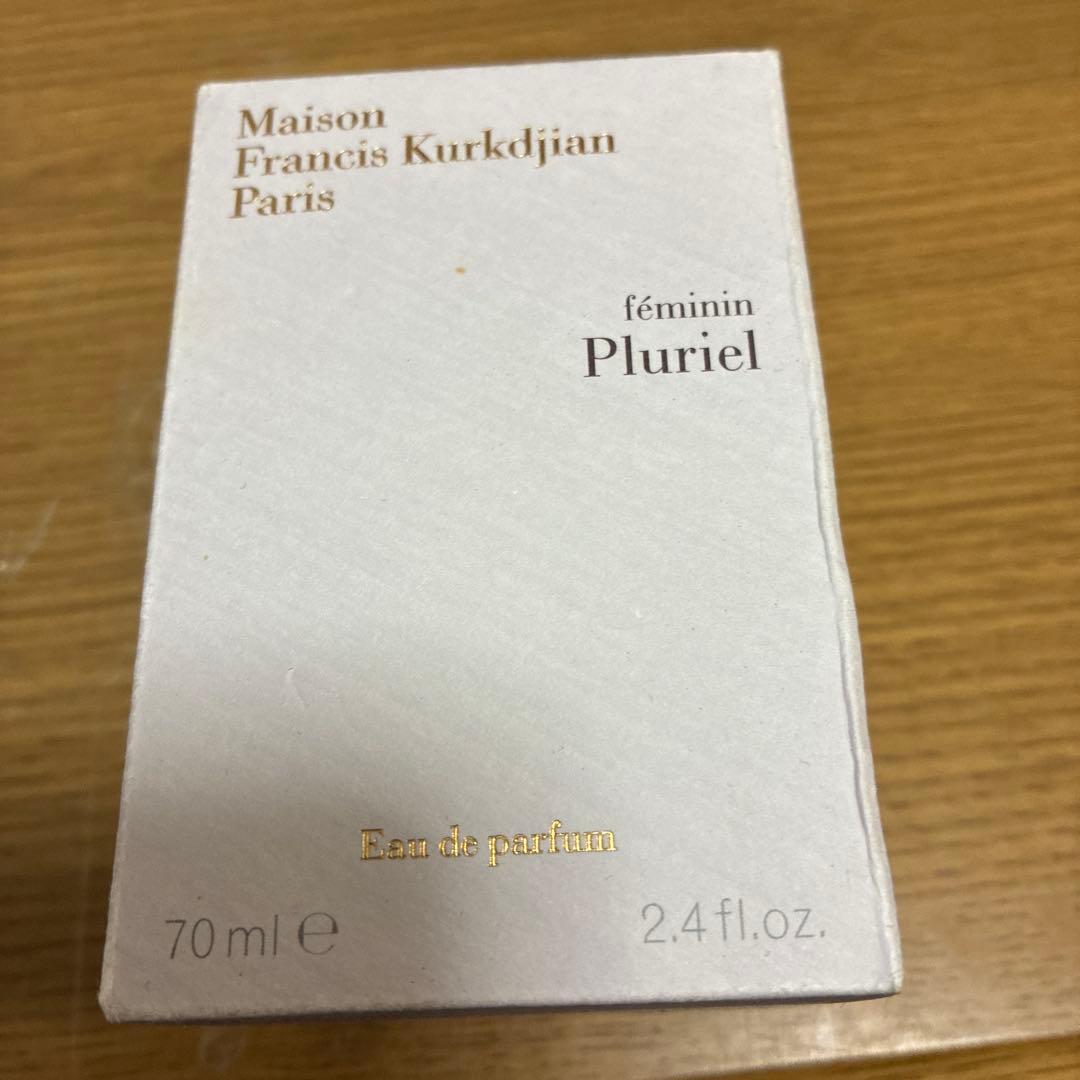 Maison
Francis Kurkdjian
Paris
féminin
Pluriel
Eau de parfum
70 ml ℮
2.4 fl.oz.